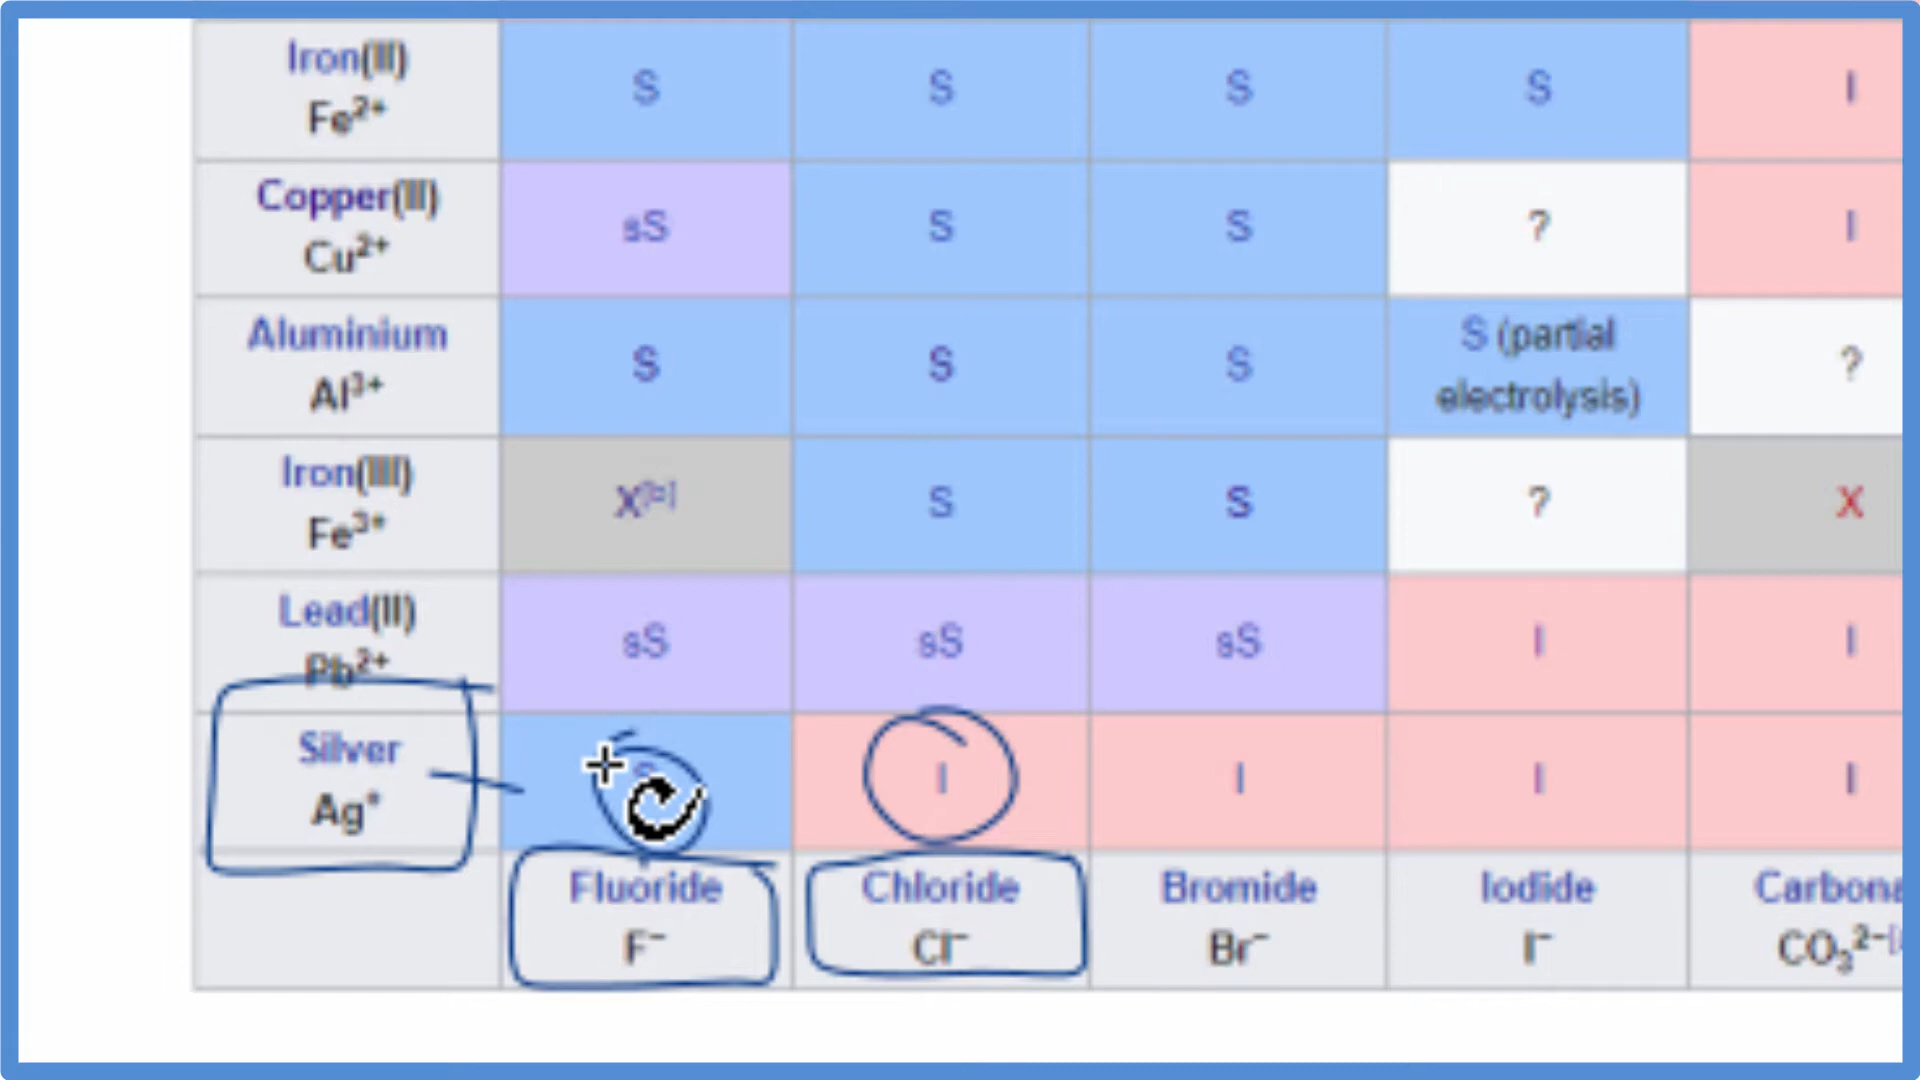 Iron(II)
Fe²⁺
S
S
S
S
I
Copper(II)
Cu²⁺
sS
S
S
?
I
Aluminium
Al³⁺
S
S
S
S (partial
electrolysis)
?
Iron(III)
Fe³⁺
X[b]
S
S
?
X
Lead(II)
Pb²⁺
sS
sS
sS
I
I
Silver
Ag⁺
I
I
I
I
Fluoride
F⁻
Chloride
Cl⁻
Bromide
Br⁻
Iodide
I⁻
CO₃²⁻